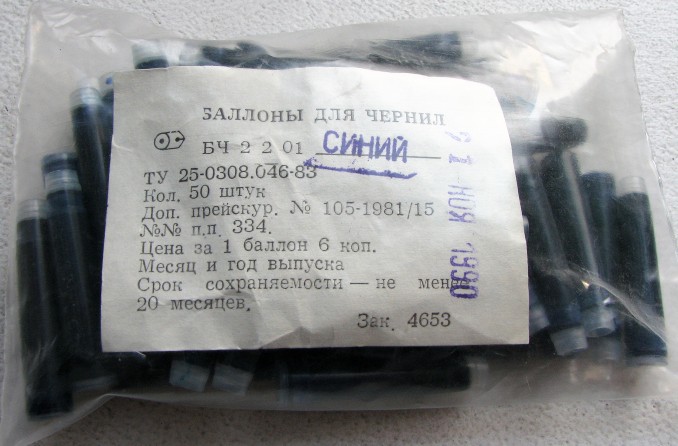 БАЛЛОНЫ ДЛЯ ЧЕРНИЛ
БЧ 2 2 01 СИНИЙ
ТУ 25-0308.046-83
Кол. 50 штук
Доп. прейскур. № 105-1981/15
№№ п.п. 334.
Цена за 1 баллон 6 коп.
Месяц и год выпуска
Срок сохраняемости — не менее
20 месяцев.
Зак. 4653
1990